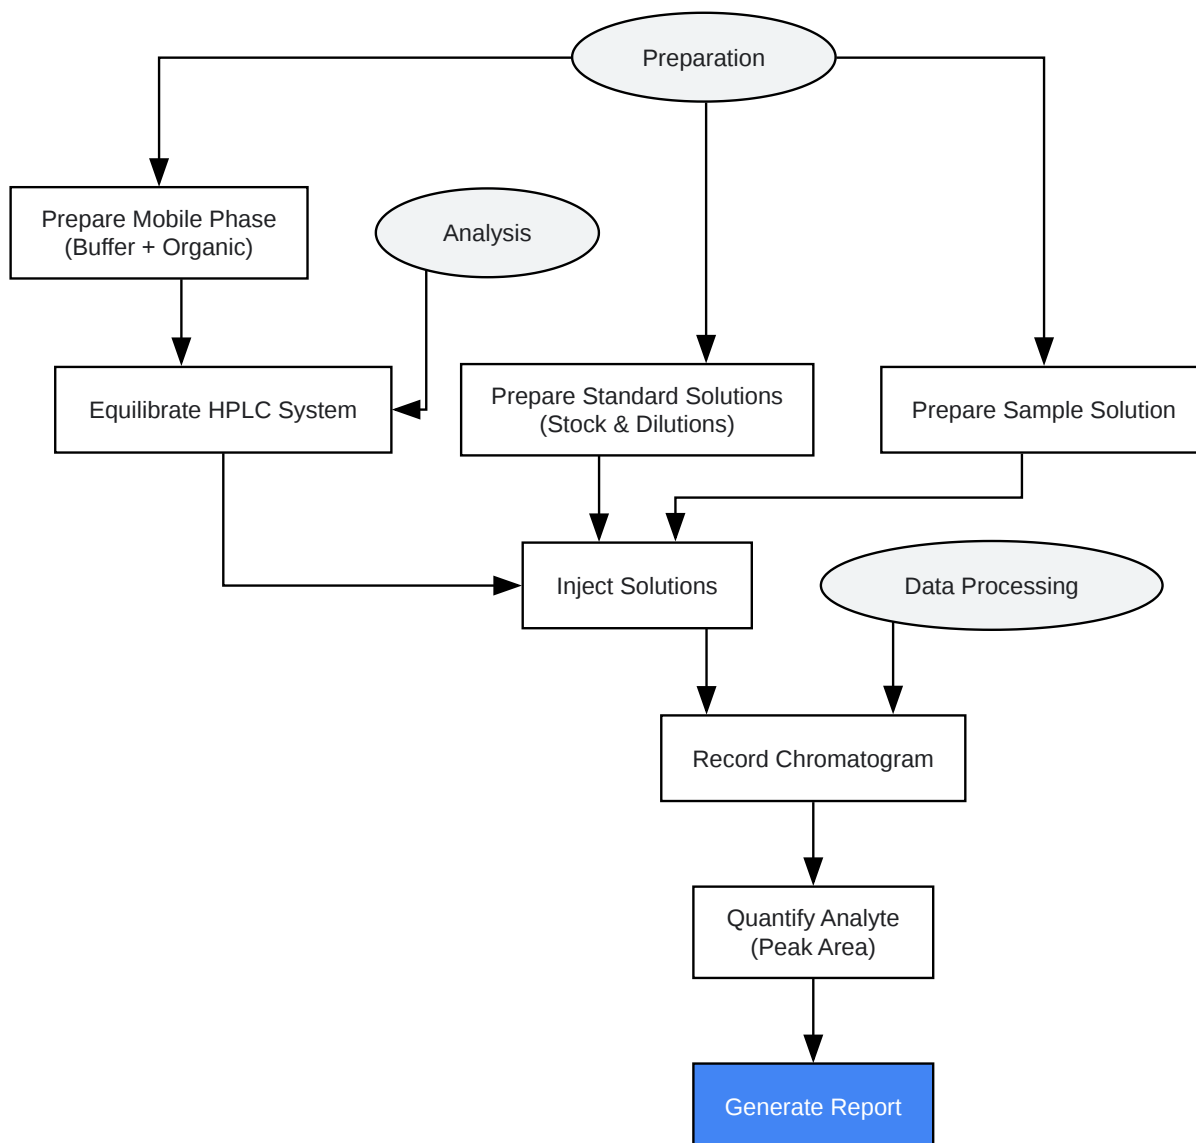 Preparation
Prepare Mobile Phase
(Buffer + Organic)
Analysis
Equilibrate HPLC System
Prepare Standard Solutions
(Stock & Dilutions)
Prepare Sample Solution
Inject Solutions
Data Processing
Record Chromatogram
Quantify Analyte
(Peak Area)
Generate Report